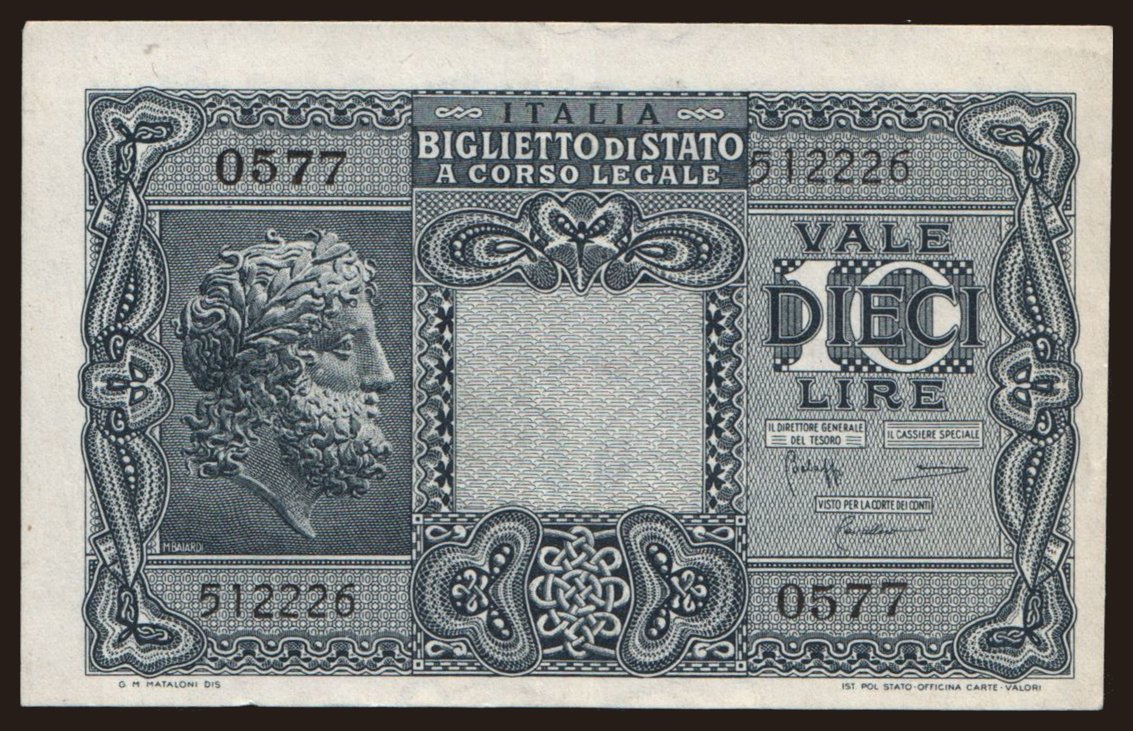 ITALIA
BIGLIETTO DI STATO
A CORSO LEGALE
0577
512226
VALE
10
DIECI
LIRE
IL DIRETTORE GENERALE
DEL TESORO
IL CASSIERE SPECIALE
VISTO PER LA CORTE DEI CONTI
M.BAIARDI
512226
0577
G. M. MATALONI DIS
IST. POL. STATO-OFFICINA CARTE-VALORI